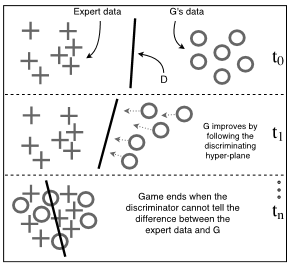 Expert data
G's data
D
t0
G improves by
following the
discriminating
hyper-plane
t1
Game ends when the
discriminator cannot tell the
difference between the
expert data and G
tn